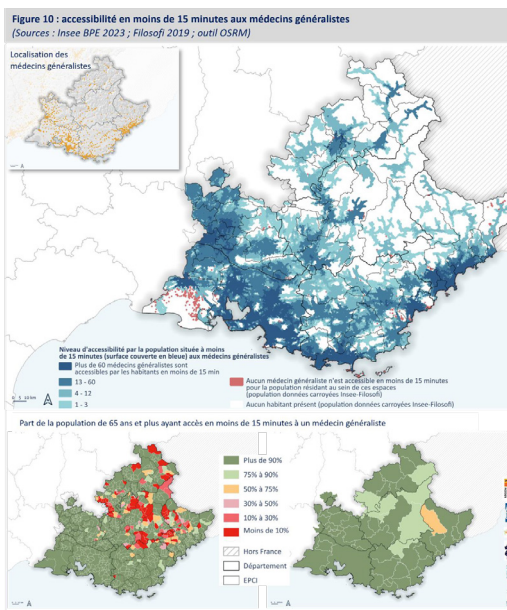 Figure 10 : accessibilité en moins de 15 minutes aux médecins généralistes
(Sources : Insee BPE 2023 ; Filosofi 2019 ; outil OSRM)
Localisation des
médecins généralistes
Niveau d'accessibilité par la population située à moins
de 15 minutes (surface couverte en bleue) aux médecins généralistes
Plus de 60 médecins généralistes sont
accessibles par les habitants en moins de 15 min
13 - 60
4 - 12
1 - 3
Aucun médecin généraliste n'est accessible en moins de 15 minutes
pour la population résidant au sein de ces espaces
(population données carroyées Insee-Filosofi)
Aucun habitant présent (population données carroyées Insee-Filosofi)
Part de la population de 65 ans et plus ayant accès en moins de 15 minutes à un médecin généraliste
Plus de 90%
75% à 90%
50% à 75%
30% à 50%
10% à 30%
Moins de 10%
Hors France
Département
EPCI